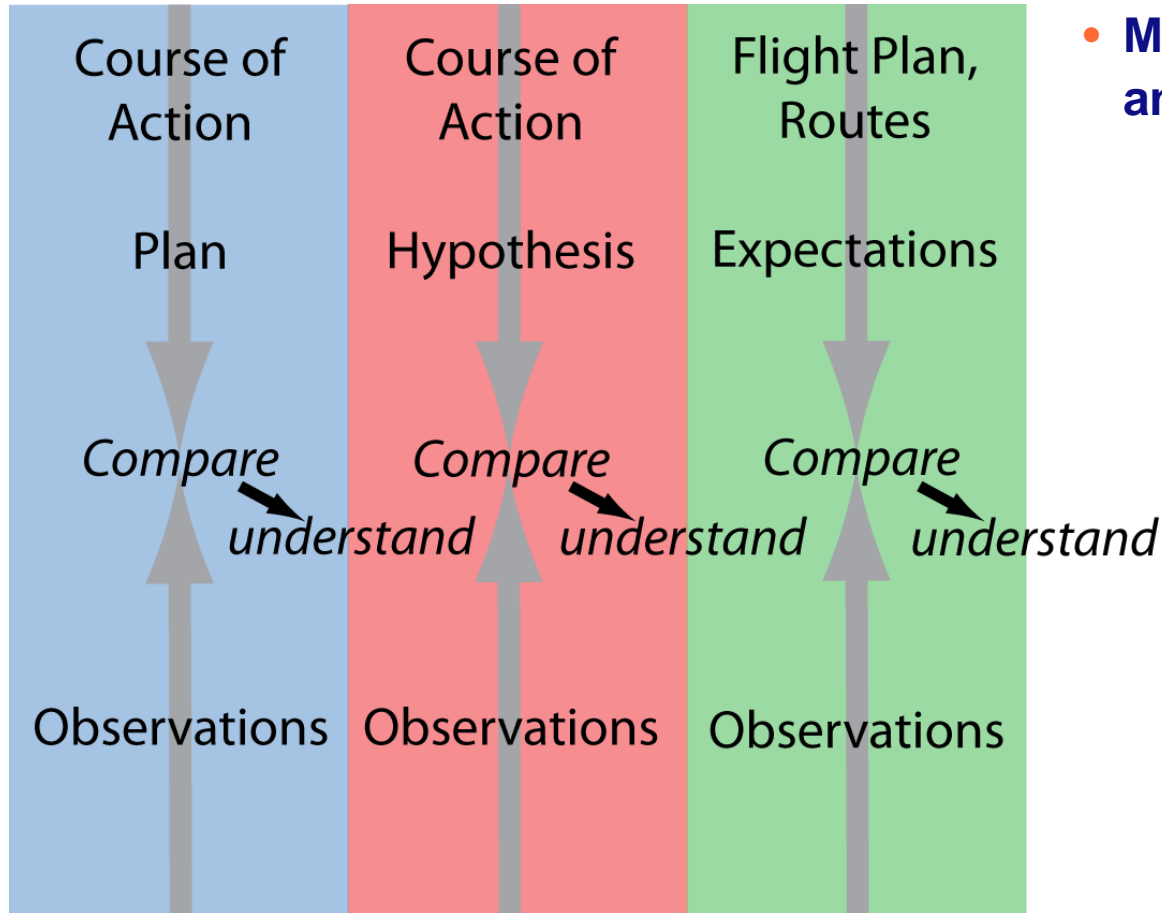 Course of
Action
Plan
Compare
understand
Observations
Course of
Action
Hypothesis
Compare
understand
Observations
Flight Plan,
Routes
Expectations
Compare
understand
Observations